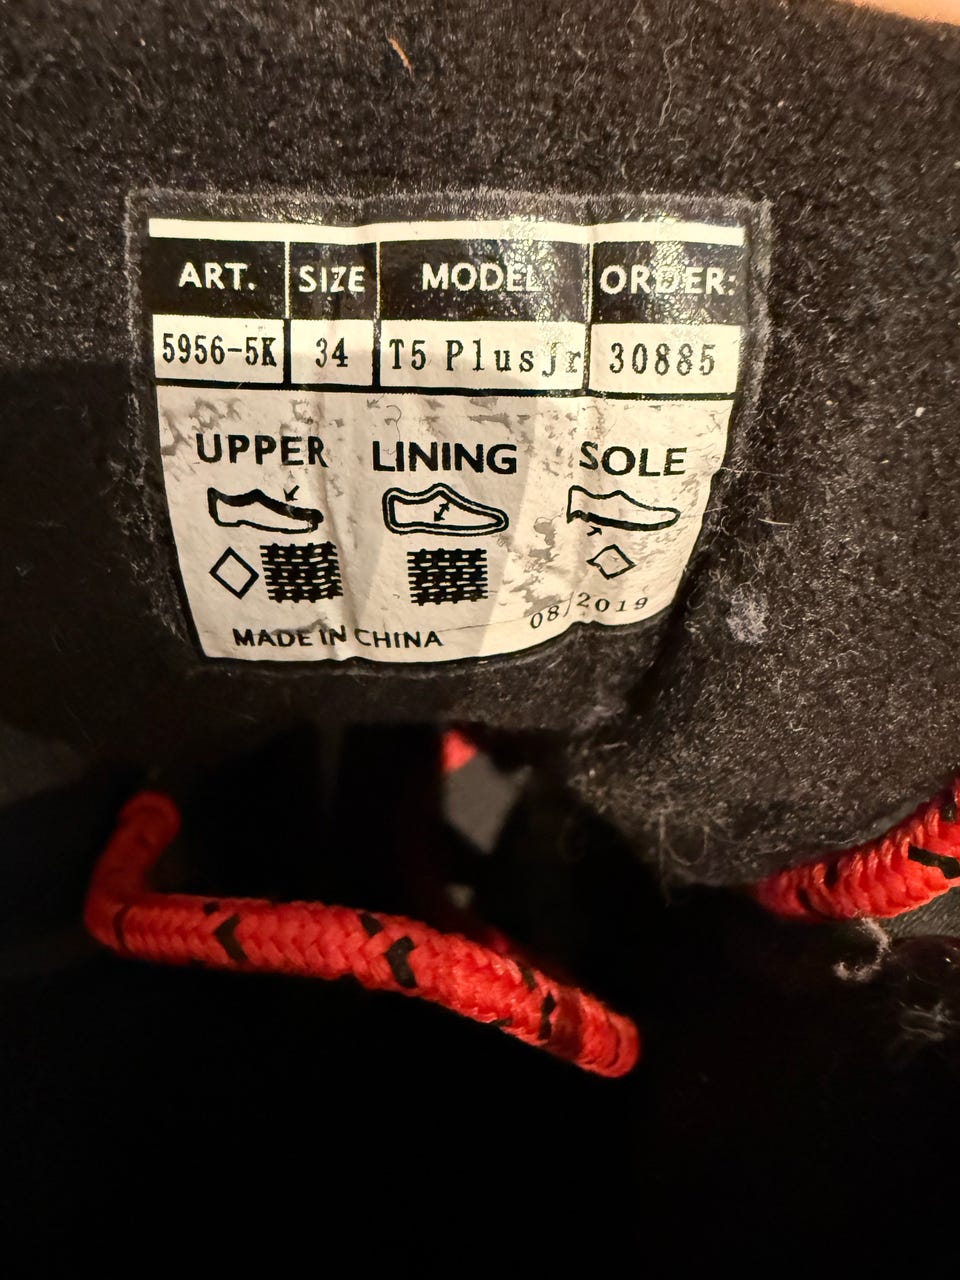 ART. SIZE MODEL ORDER:
5956-5K 34 T5 Plus Jr 30885
UPPER LINING SOLE
08/2019
MADE IN CHINA